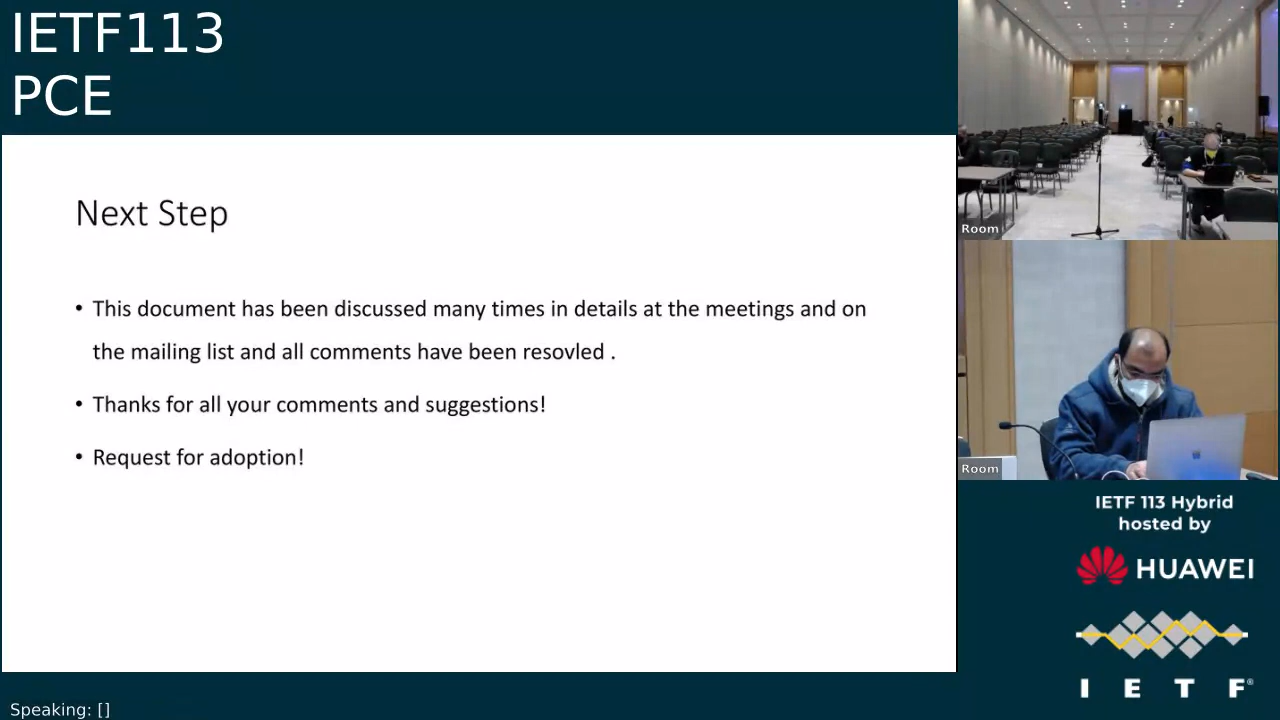 IETF113
PCE
Next Step
• This document has been discussed many times in details at the meetings and on
the mailing list and all comments have been resovled .
• Thanks for all your comments and suggestions!
• Request for adoption!
Room
Room
IETF 113 Hybrid
hosted by
HUAWEI
I E T F®
Speaking: []